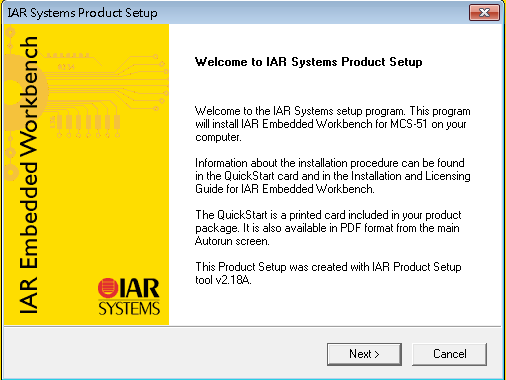 IAR Systems Product Setup
IAR Embedded Workbench
IAR
SYSTEMS
Welcome to IAR Systems Product Setup
Welcome to the IAR Systems setup program. This program
will install IAR Embedded Workbench for MCS-51 on your
computer.
Information about the installation procedure can be found
in the QuickStart card and in the Installation and Licensing
Guide for IAR Embedded Workbench.
The QuickStart is a printed card included in your product
package. It is also available in PDF format from the main
Autorun screen.
This Product Setup was created with IAR Product Setup
tool v2.18A.
Next >
Cancel